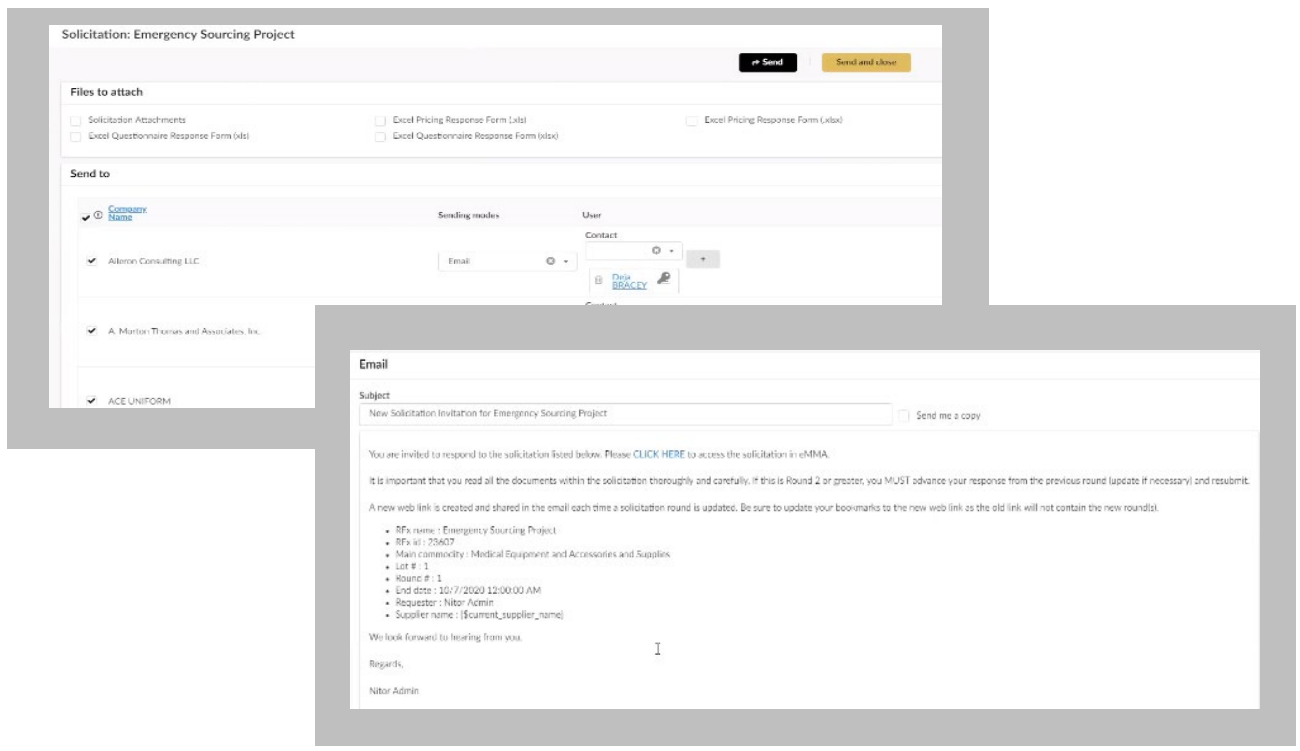 Solicitation: Emergency Sourcing Project
Send
Send and close
Files to attach
Solicitation Attachments
Excel Pricing Response Form (.xls)
Excel Pricing Response Form (.xlsx)
Excel Questionnaire Response Form (xls)
Excel Questionnaire Response Form (xlsx)
Send to
Company
Name
Sending modes
User
Contact
Aileron Consulting LLC
Email
+
Deja
BRACEY
Contact
A. Morton Thomas and Associates, Inc.
ACE UNIFORM
Email
Subject
New Solicitation Invitation for Emergency Sourcing Project
Send me a copy
You are invited to respond to the solicitation listed below. Please CLICK HERE to access the solicitation in eMMA.
It is important that you read all the documents within the solicitation thoroughly and carefully. If this is Round 2 or greater, you MUST advance your response from the previous round (update if necessary) and resubmit.
A new web link is created and shared in the email each time a solicitation round is updated. Be sure to update your bookmarks to the new web link as the old link will not contain the new round(s).
• RFx name : Emergency Sourcing Project
• RFx id : 23607
• Main commodity : Medical Equipment and Accessories and Supplies
• Lot # : 1
• Round # : 1
• End date : 10/7/2020 12:00:00 AM
• Requester : Nitor Admin
• Supplier name : {$current_supplier_name}
We look forward to hearing from you.
Regards,
Nitor Admin